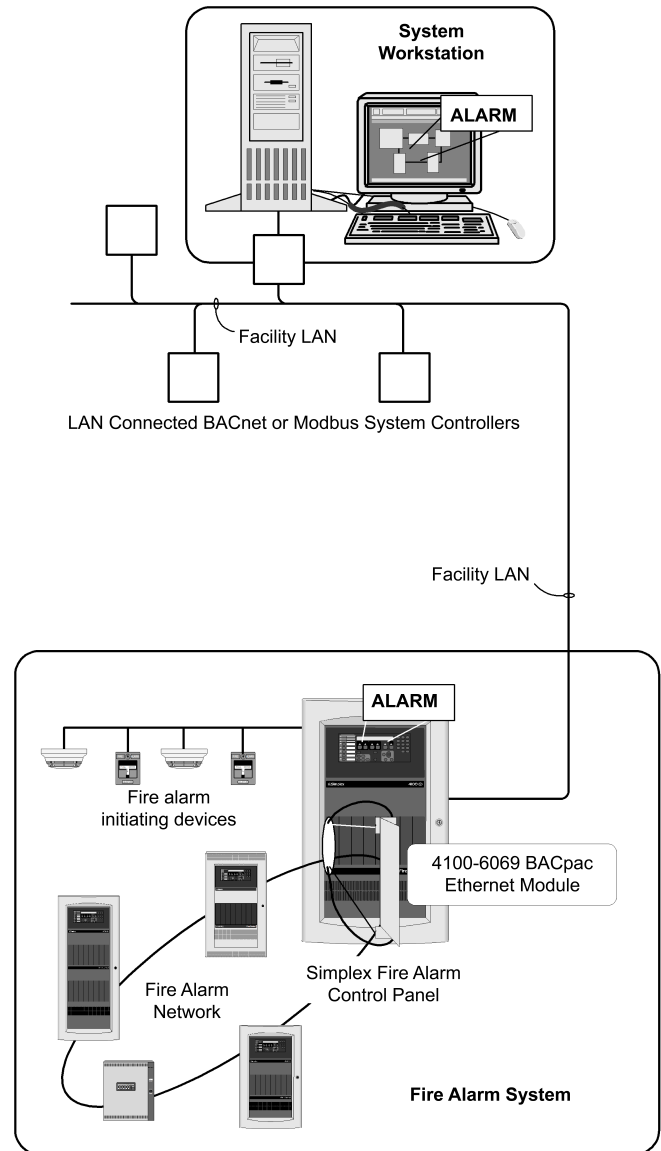 System
Workstation
ALARM
Facility LAN
LAN Connected BACnet or Modbus System Controllers
Facility LAN
ALARM
Fire alarm
initiating devices
4100-6069 BACpac
Ethernet Module
Simplex Fire Alarm
Control Panel
Fire Alarm
Network
Fire Alarm System